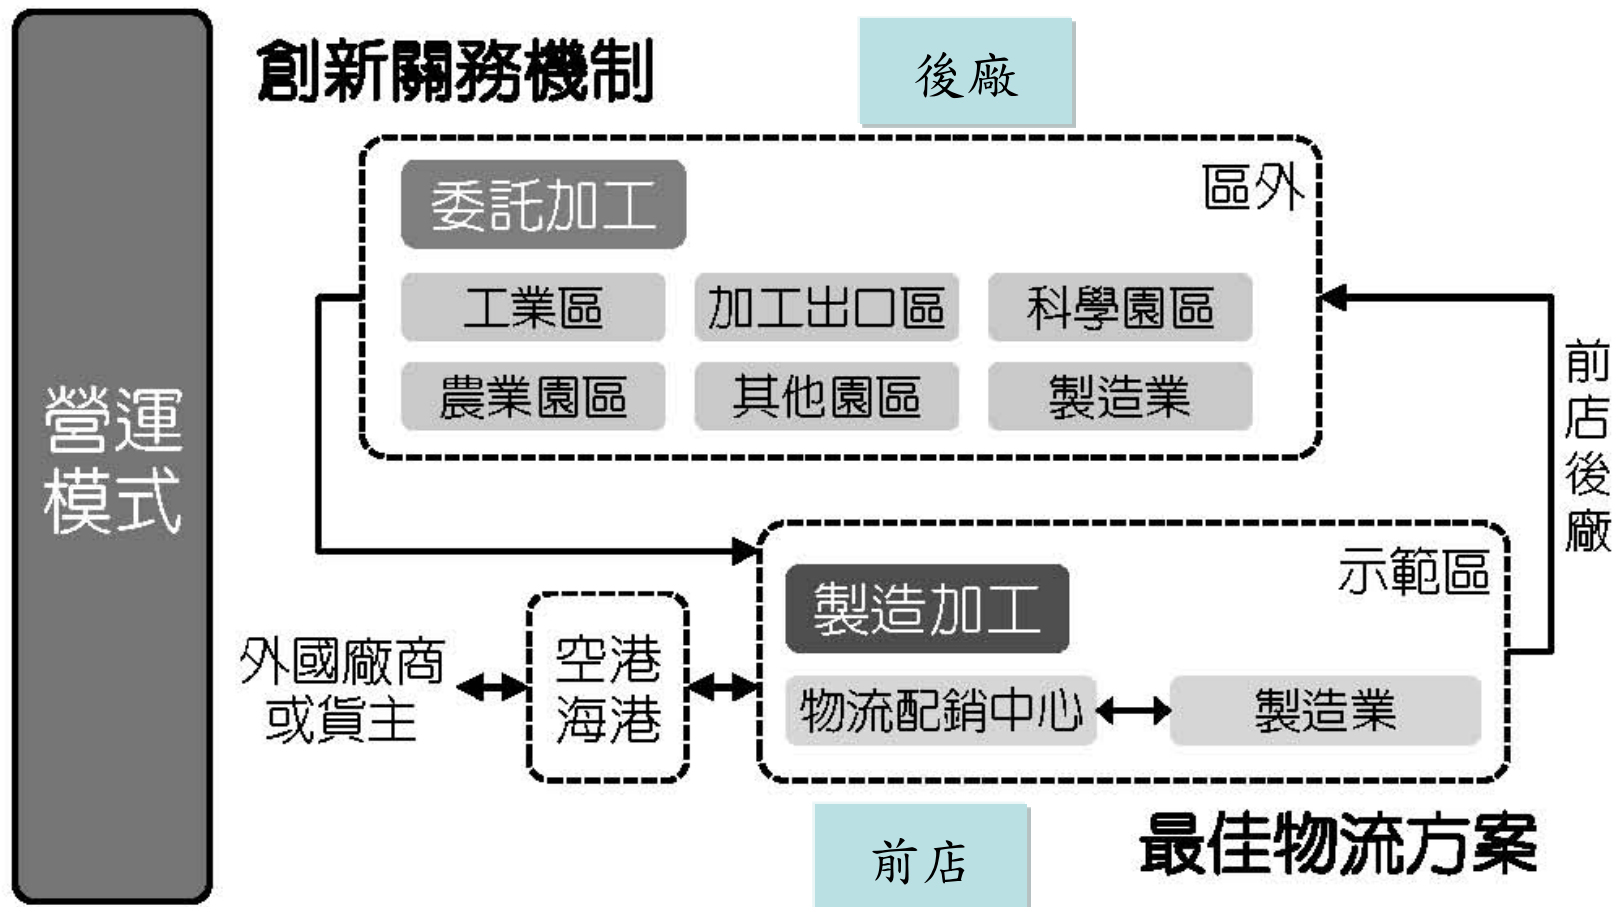 營運
模式
創新關務機制
後廠
委託加工
區外
工業區
加工出口區
科學園區
農業園區
其他園區
製造業
前店後廠
示範區
製造加工
外國廠商
或貨主
空港
海港
物流配銷中心
製造業
前店
最佳物流方案